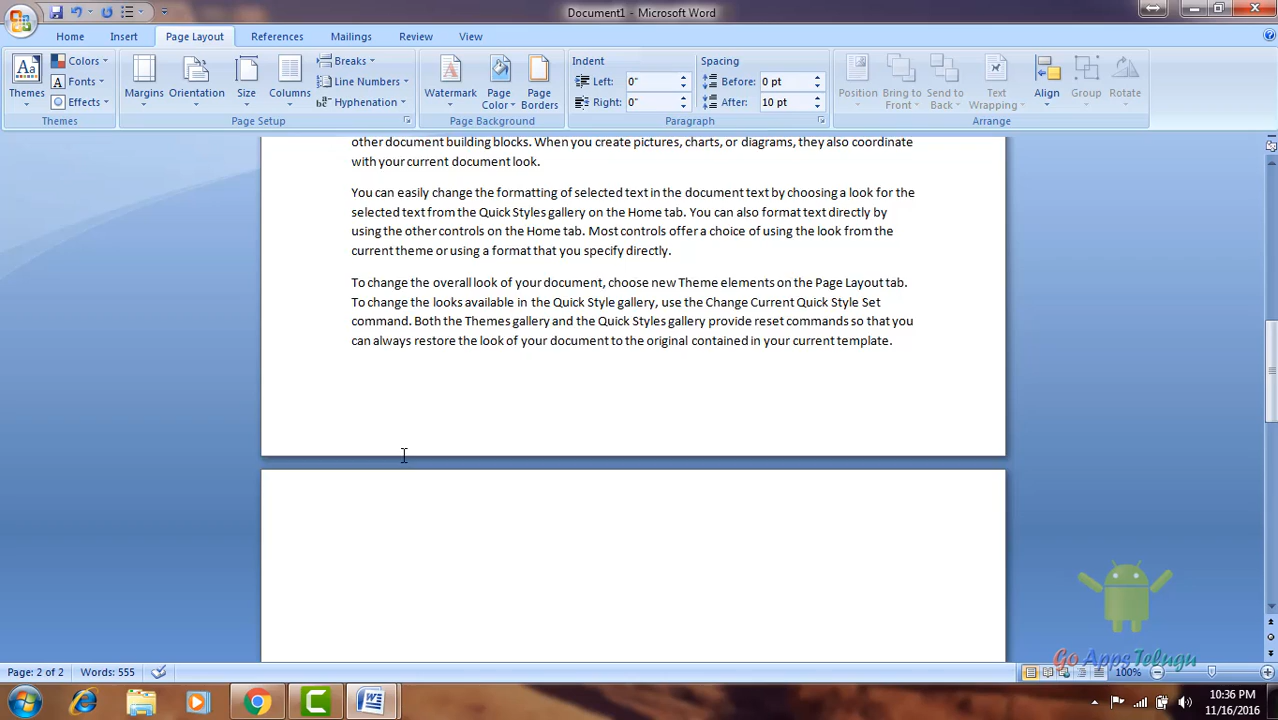 Document1 - Microsoft Word
Home Insert Page Layout References Mailings Review View
Aa Themes Colors Fonts Effects
Margins Orientation Size Columns Breaks Line Numbers Hyphenation
Watermark Page Color Page Borders
Indent Spacing
Left: 0" Before: 0 pt
Right: 0" After: 10 pt
Position Bring to Front Send to Back Text Wrapping Align Group Rotate
Themes Page Setup Page Background Paragraph Arrange
other document building blocks. When you create pictures, charts, or diagrams, they also coordinate
with your current document look.
You can easily change the formatting of selected text in the document text by choosing a look for the
selected text from the Quick Styles gallery on the Home tab. You can also format text directly by
using the other controls on the Home tab. Most controls offer a choice of using the look from the
current theme or using a format that you specify directly.
To change the overall look of your document, choose new Theme elements on the Page Layout tab.
To change the looks available in the Quick Style gallery, use the Change Current Quick Style Set
command. Both the Themes gallery and the Quick Styles gallery provide reset commands so that you
can always restore the look of your document to the original contained in your current template.
Go Apps Telugu
Page: 2 of 2 Words: 555 100%
10:36 PM
11/16/2016